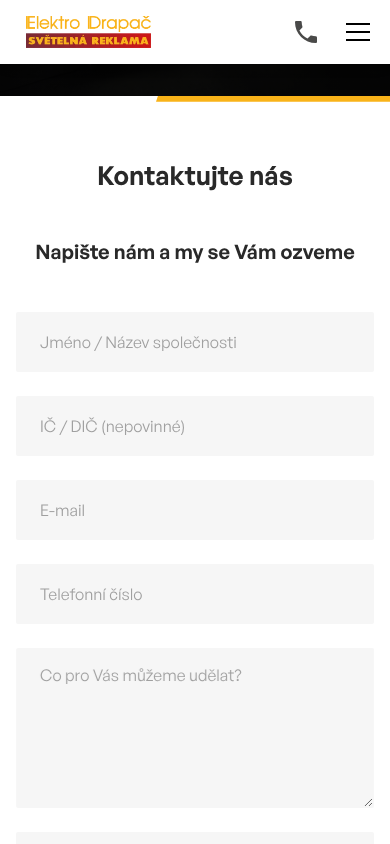 Elektro Drapač
SVĚTELNÁ REKLAMA
Kontaktujte nás
Napište nám a my se Vám ozveme
Jméno / Název společnosti
IČ / DIČ (nepovinné)
E-mail
Telefonní číslo
Co pro Vás můžeme udělat?